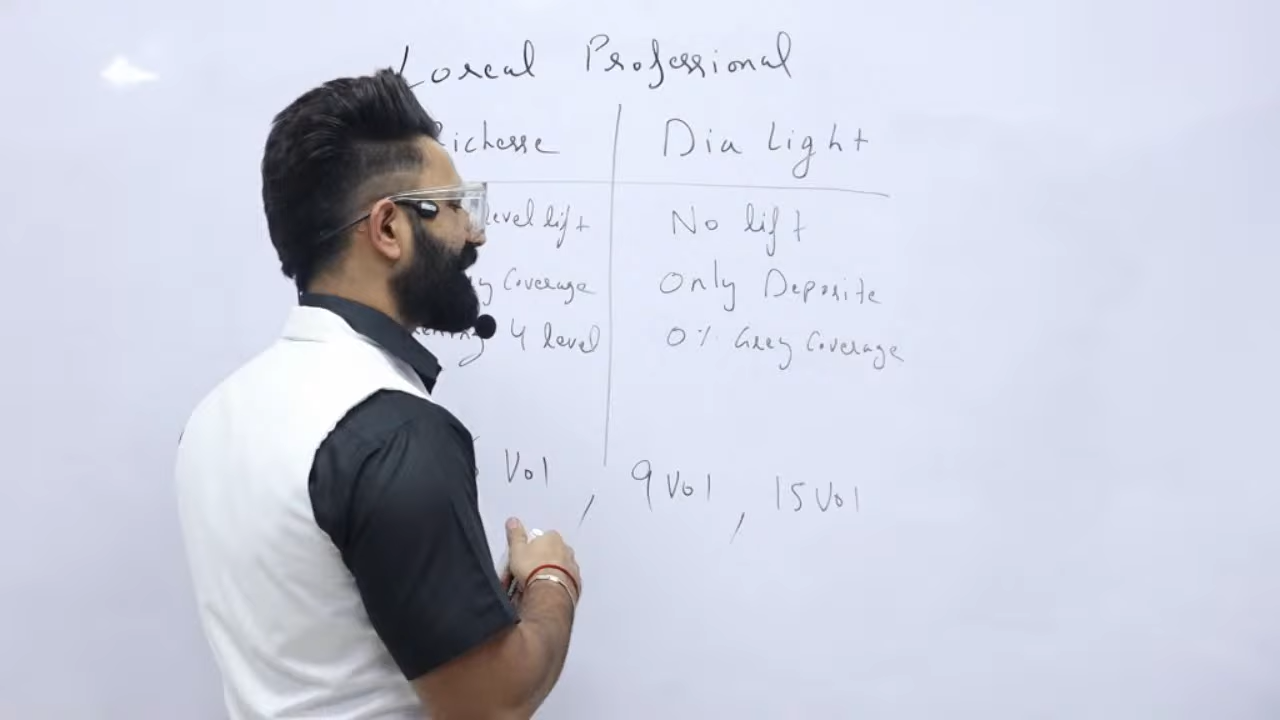 Loreal Professional
Richesse Dia Light
level lift No lift
Coverage Only Deposite
4 level 0% Grey Coverage
Vol , 9 Vol , 15 Vol